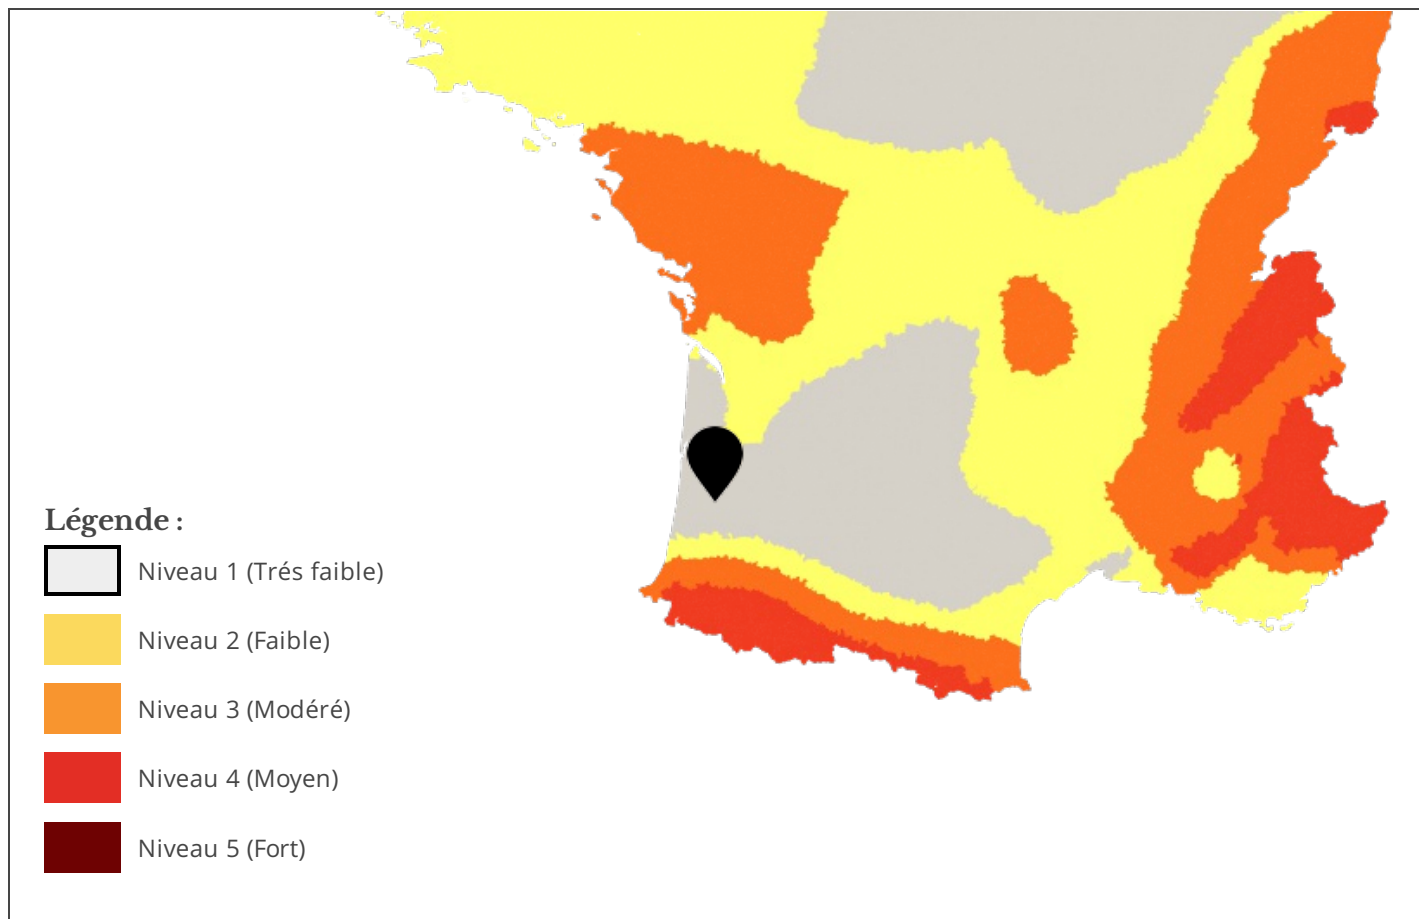 Légende :
Niveau 1 (Trés faible)
Niveau 2 (Faible)
Niveau 3 (Modéré)
Niveau 4 (Moyen)
Niveau 5 (Fort)